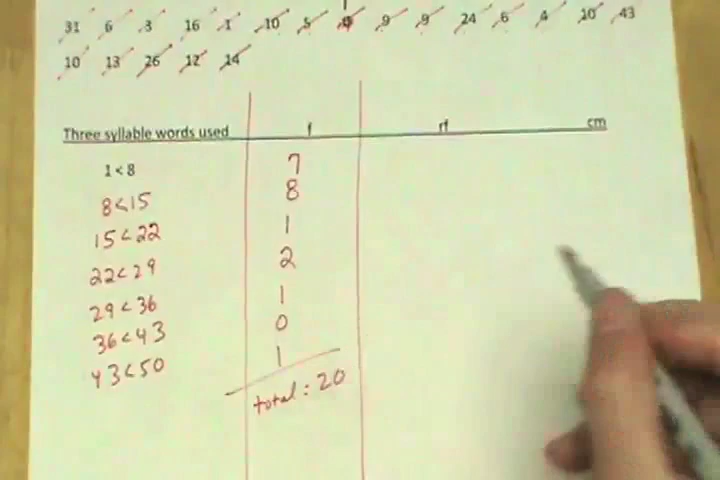 31 6 3 16 1 10 5 9 9 24 6 4 10 43
10 13 26 12 14
Three syllable words used f rf cm
1 < 8 7
8 < 15 8
15 < 22 1
22 < 29 2
29 < 36 1
36 < 43 0
43 < 50 1
total : 20